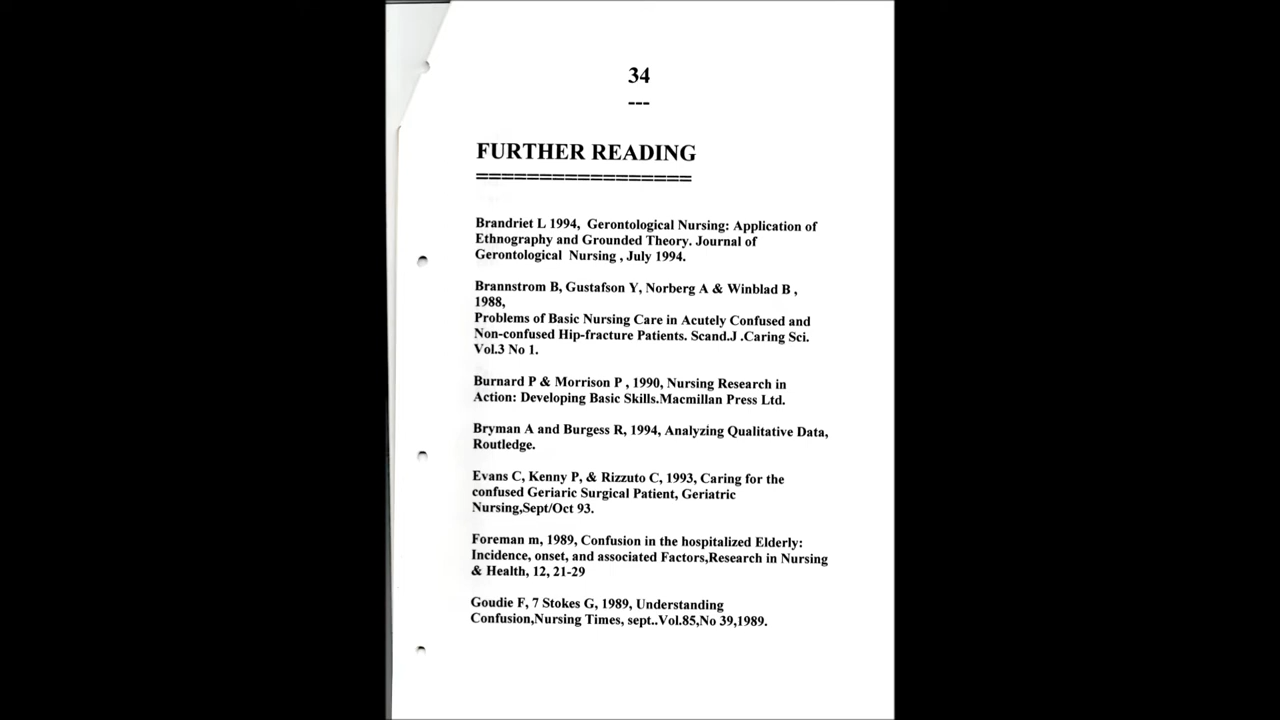 34
---
FURTHER READING
=================
Brandriet L 1994, Gerontological Nursing: Application of
Ethnography and Grounded Theory. Journal of
Gerontological Nursing , July 1994.
Brannstrom B, Gustafson Y, Norberg A & Winblad B ,
1988,
Problems of Basic Nursing Care in Acutely Confused and
Non-confused Hip-fracture Patients. Scand.J .Caring Sci.
Vol.3 No 1.
Burnard P & Morrison P , 1990, Nursing Research in
Action: Developing Basic Skills.Macmillan Press Ltd.
Bryman A and Burgess R, 1994, Analyzing Qualitative Data,
Routledge.
Evans C, Kenny P, & Rizzuto C, 1993, Caring for the
confused Geriaric Surgical Patient, Geriatric
Nursing,Sept/Oct 93.
Foreman m, 1989, Confusion in the hospitalized Elderly:
Incidence, onset, and associated Factors,Research in Nursing
& Health, 12, 21-29
Goudie F, 7 Stokes G, 1989, Understanding
Confusion,Nursing Times, sept..Vol.85,No 39,1989.